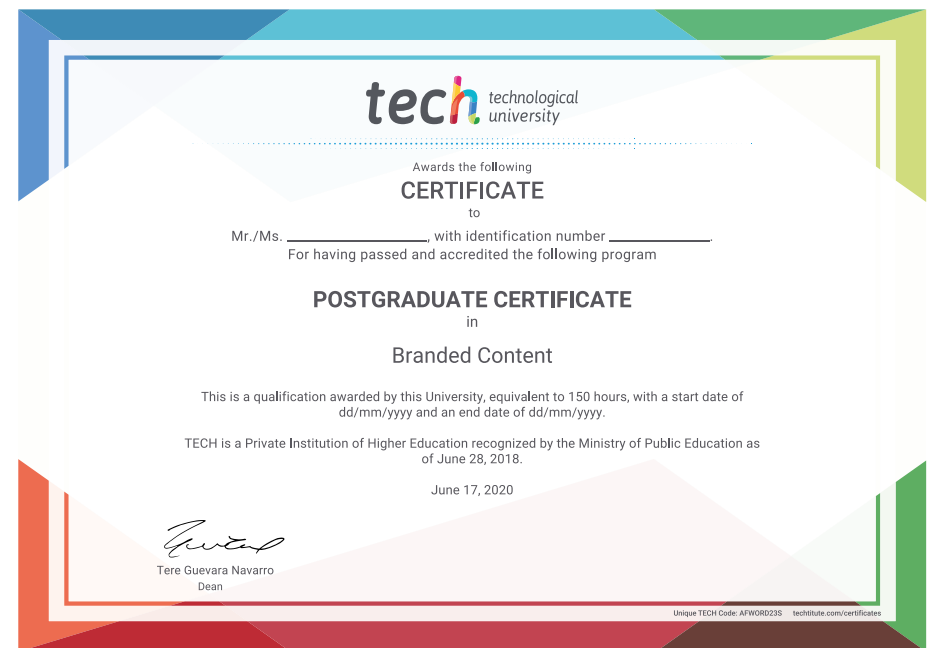 tech technological
university
Awards the following
CERTIFICATE
to
Mr./Ms. ____________, with identification number ____________.
For having passed and accredited the following program
POSTGRADUATE CERTIFICATE
in
Branded Content
This is a qualification awarded by this University, equivalent to 150 hours, with a start date of
dd/mm/yyyy and an end date of dd/mm/yyyy.
TECH is a Private Institution of Higher Education recognized by the Ministry of Public Education as
of June 28, 2018.
June 17, 2020
Tere Guevara Navarro
Dean
Unique TECH Code: AFWORD23S techtitute.com/certificates